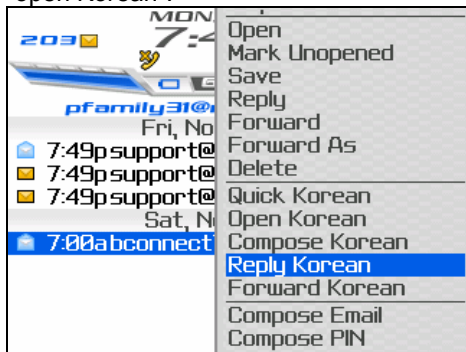 open Korean .
MON,
203
7:4
pfamily31@
Fri, No
7:49p support@
7:49p support@
7:49p support@
Sat, N
7:00a bconnect
Open
Mark Unopened
Save
Reply
Forward
Forward As
Delete
Quick Korean
Open Korean
Compose Korean
Reply Korean
Forward Korean
Compose Email
Compose PIN